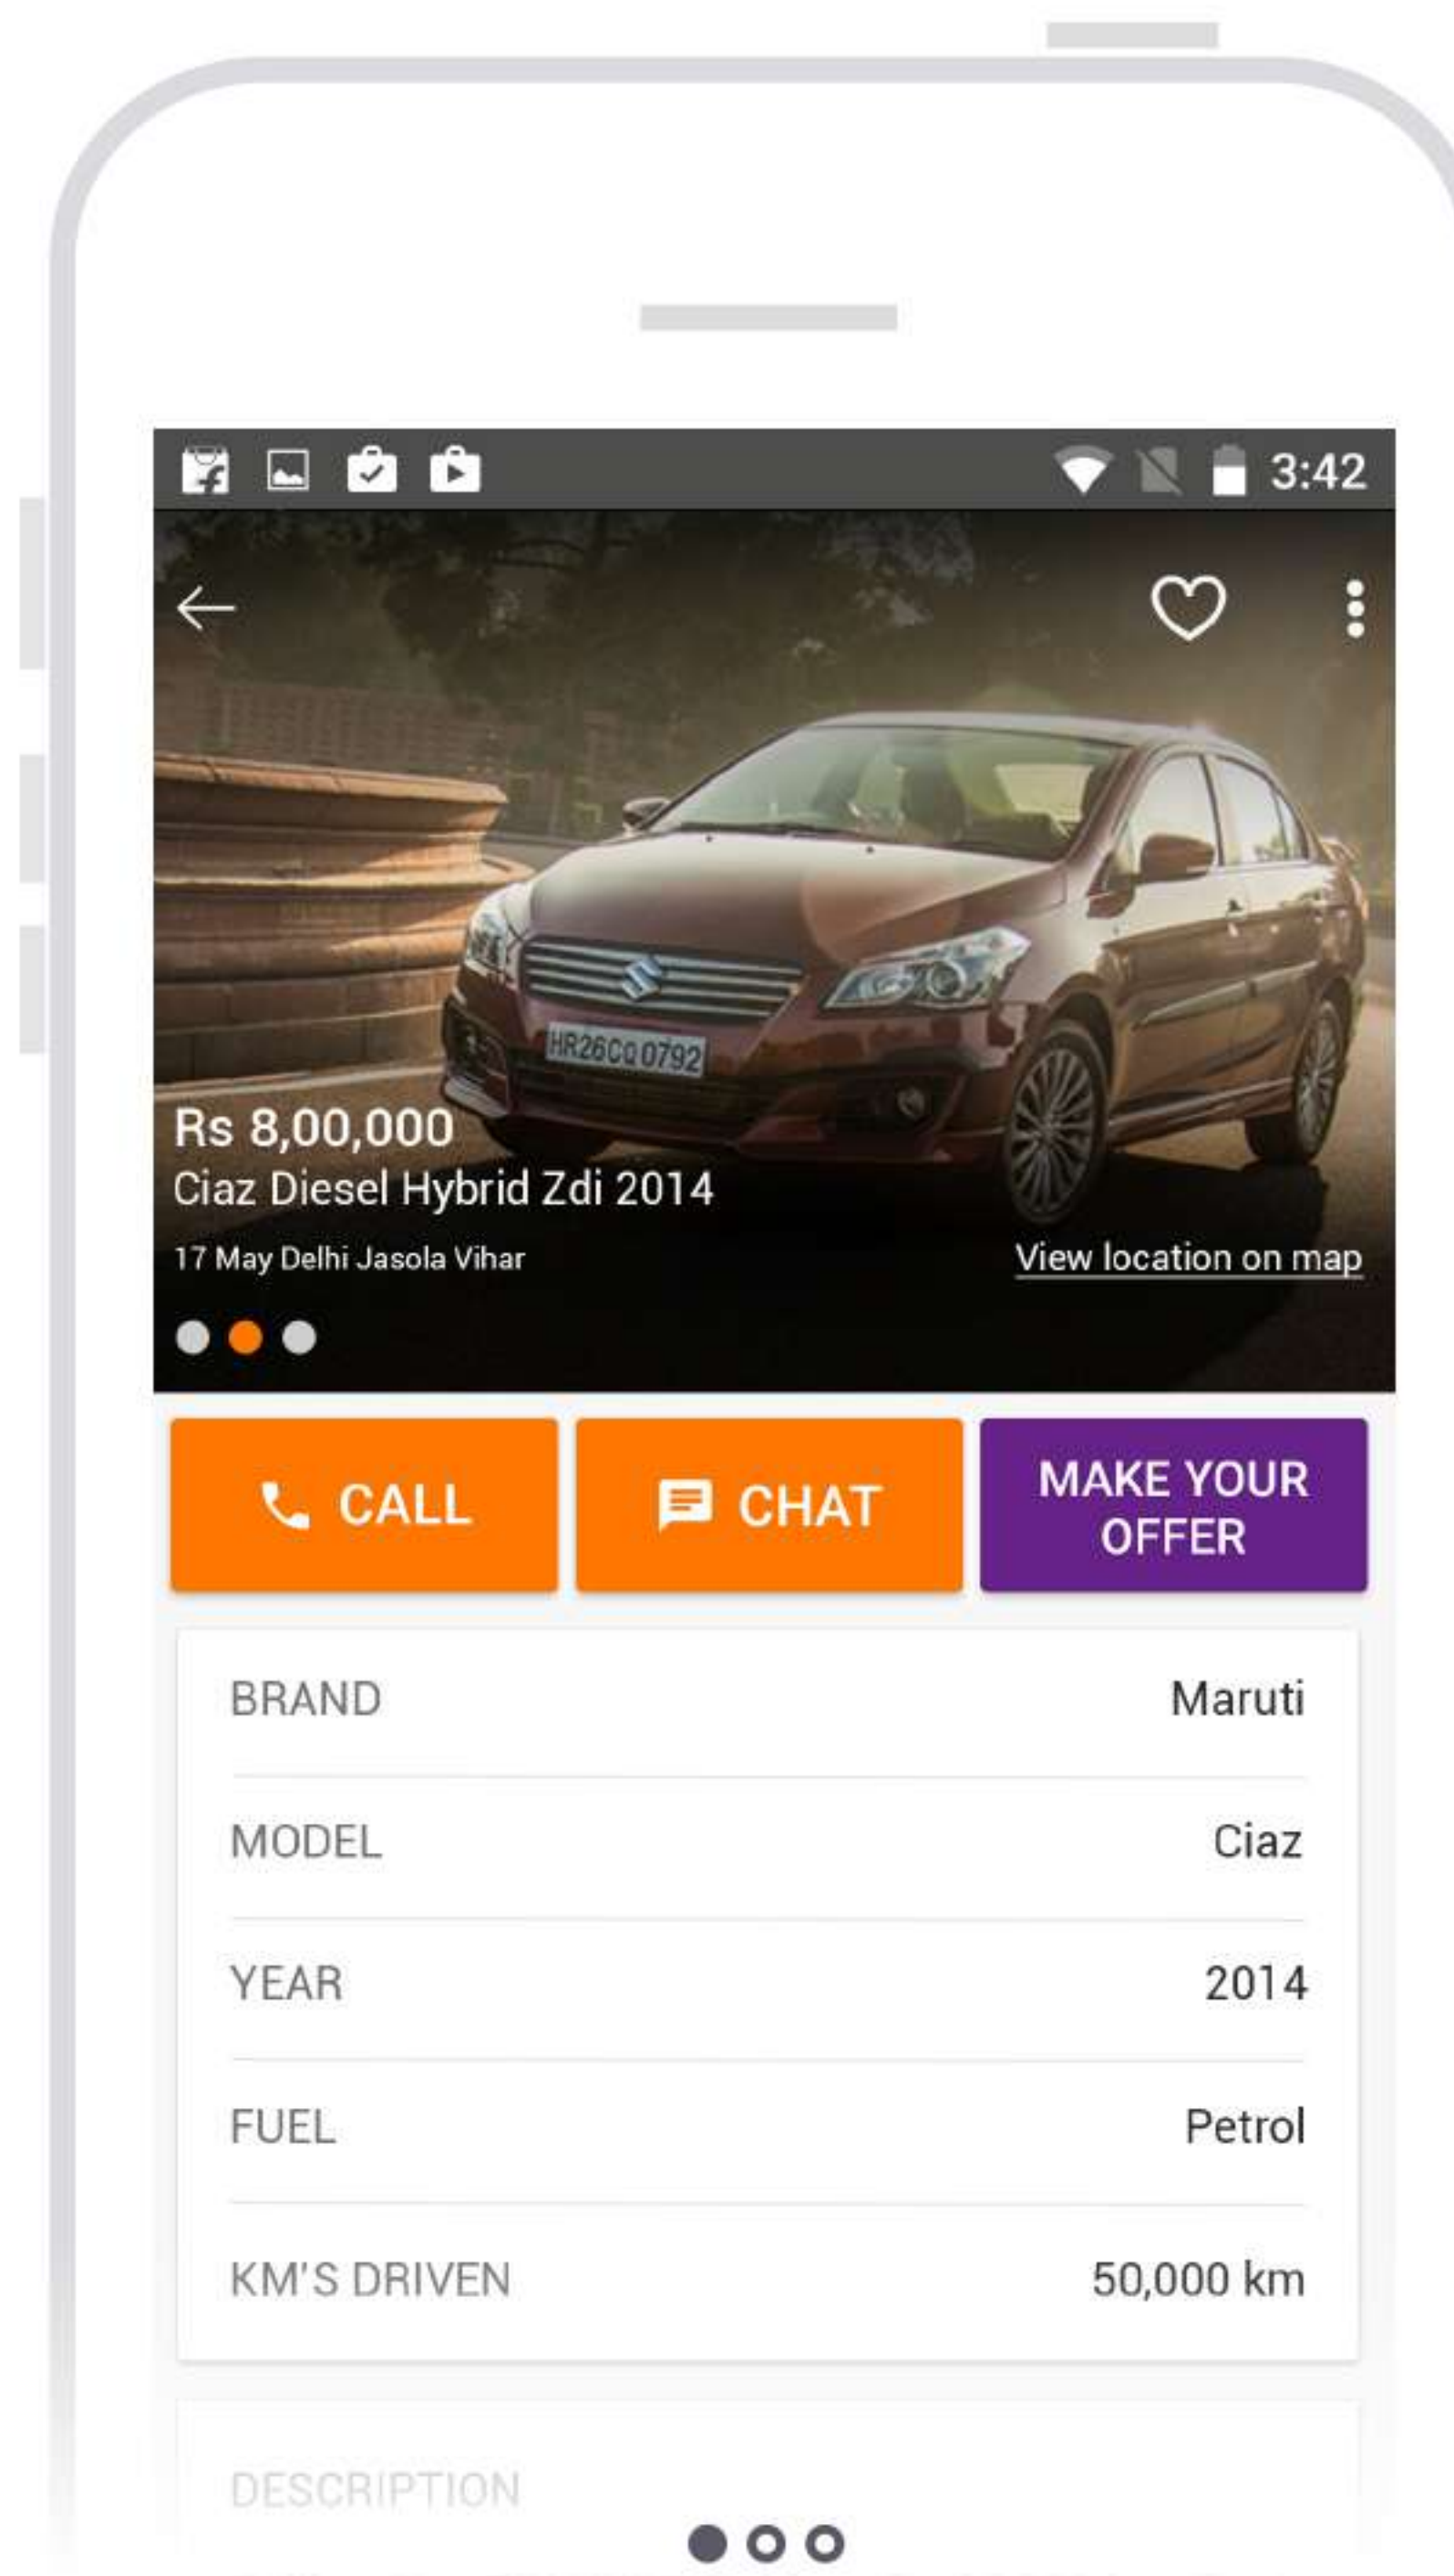 3:42
HR26CQ0792
Rs 8,00,000
Ciaz Diesel Hybrid Zdi 2014
17 May Delhi Jasola Vihar
View location on map
CALL
CHAT
MAKE YOUR
OFFER
BRAND Maruti
MODEL Ciaz
YEAR 2014
FUEL Petrol
KM'S DRIVEN 50,000 km
DESCRIPTION